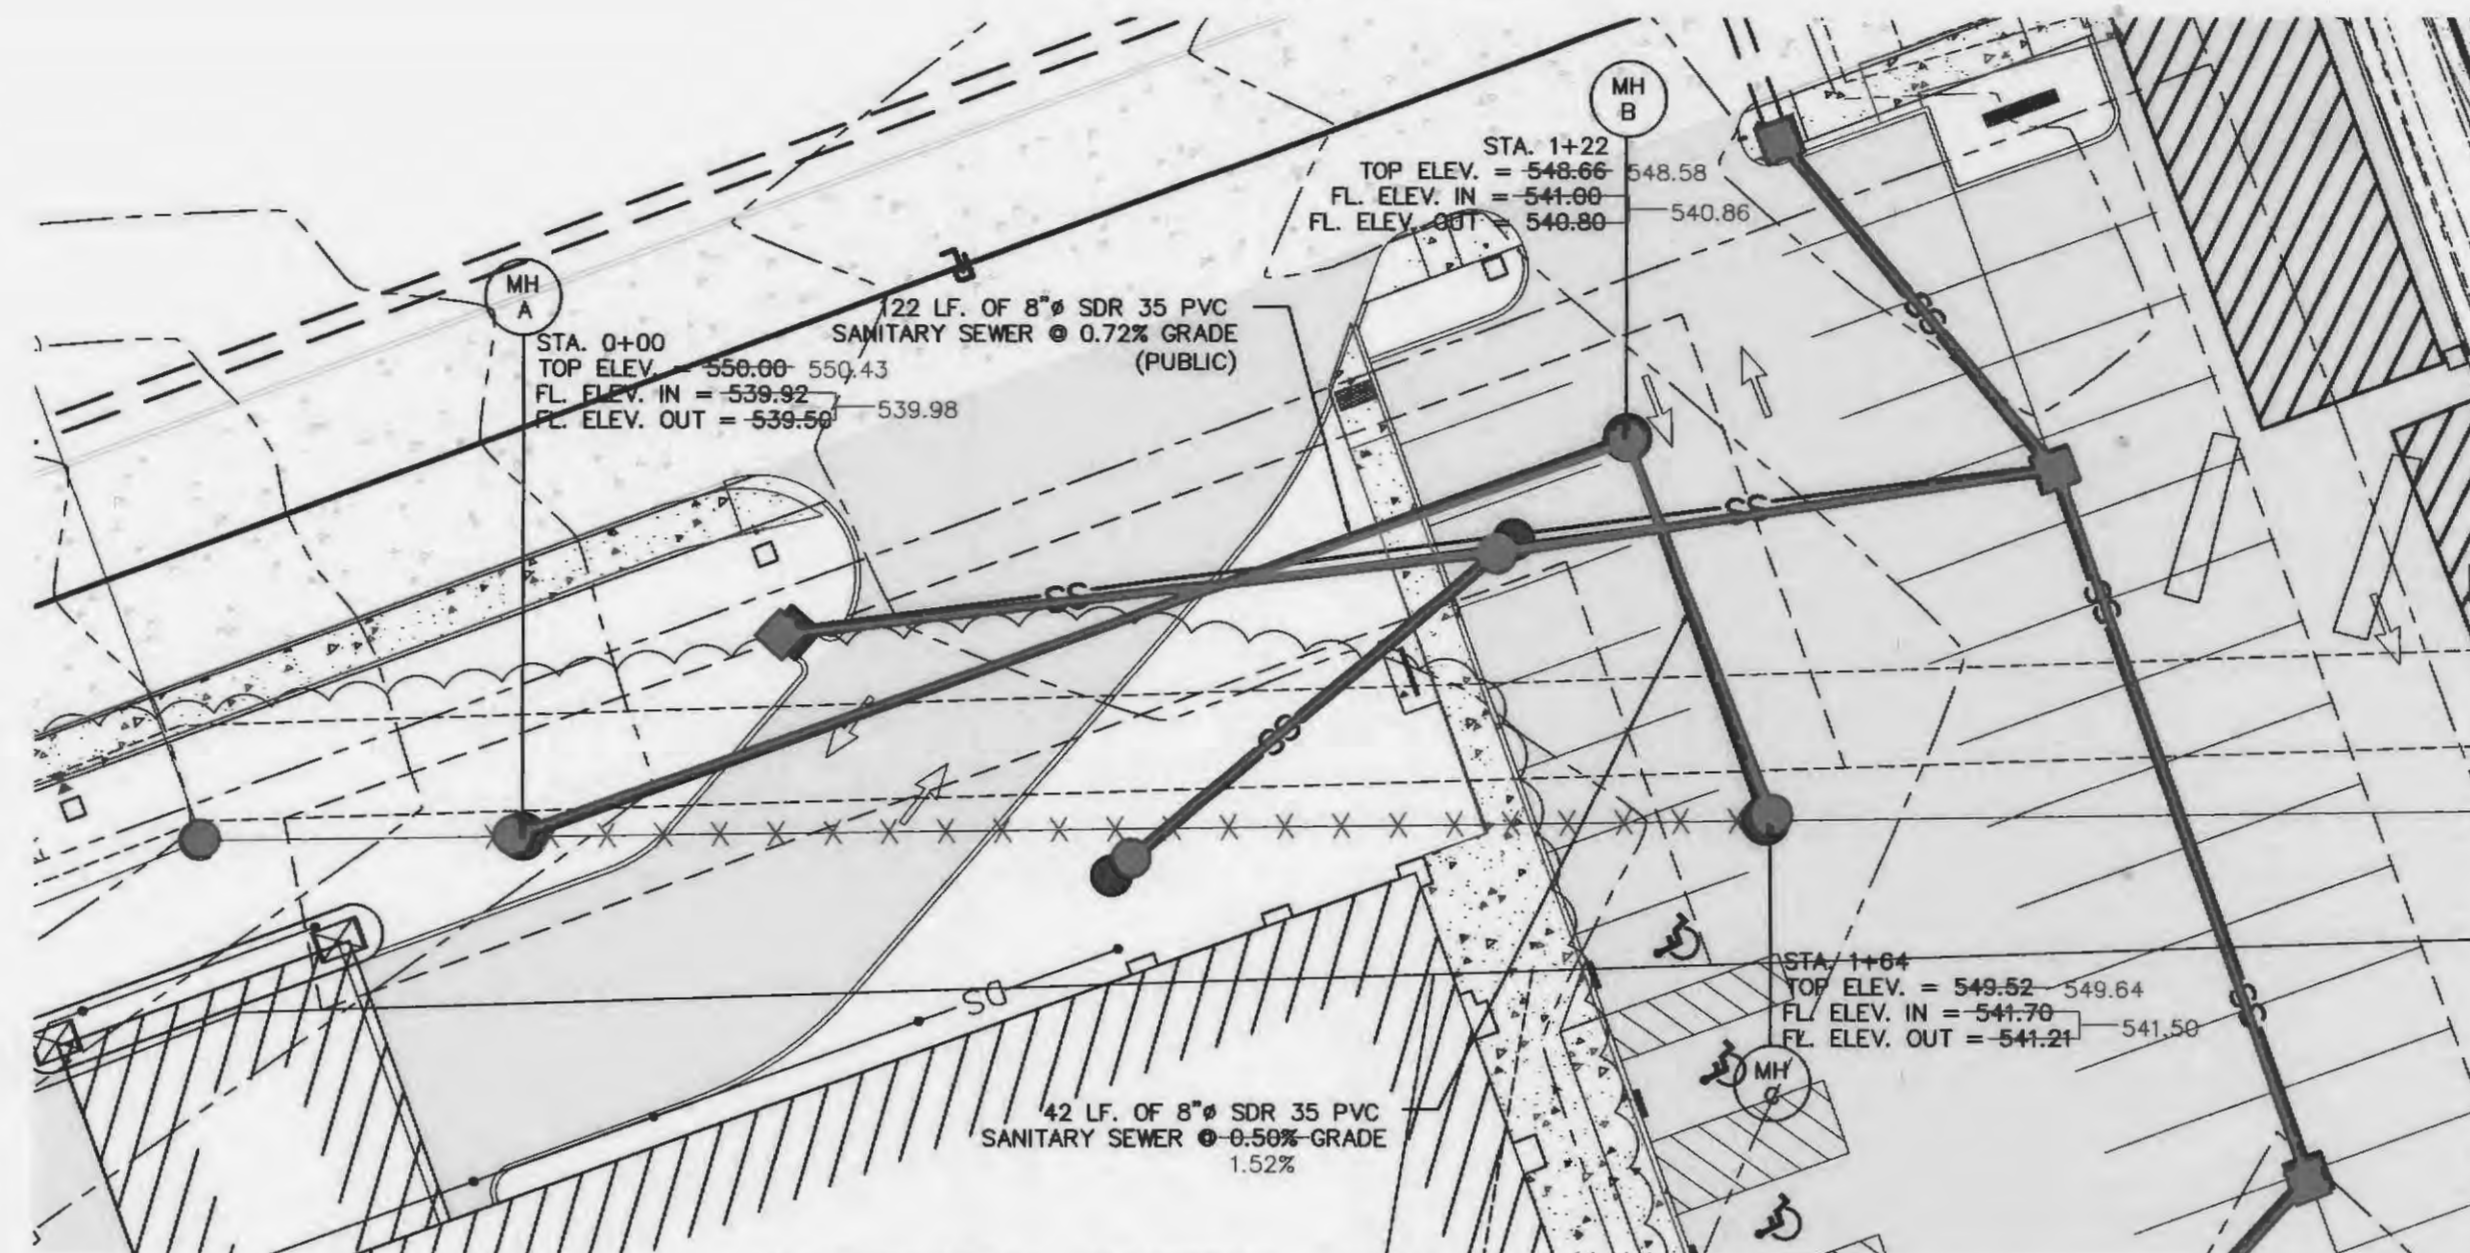 MH
B
STA. 1+22
TOP ELEV. = 548.66 548.58
FL. ELEV. IN = 541.00
540.86
FL. ELEV. OUT = 540.80
MH
A
122 LF. OF 8"ø SDR 35 PVC
SANITARY SEWER @ 0.72% GRADE
(PUBLIC)
STA. 0+00
TOP ELEV. = 550.00 550.43
FL. ELEV. IN = 539.92
539.98
FL. ELEV. OUT = 539.50
SS
SS
SS
SS
SS
SS
DS
STA. 1+64
TOP ELEV. = 549.52 549.64
FL. ELEV. IN = 541.70
541.50
FL. ELEV. OUT = 541.21
MH
C
42 LF. OF 8"ø SDR 35 PVC
SANITARY SEWER @ 0.50% GRADE
1.52%